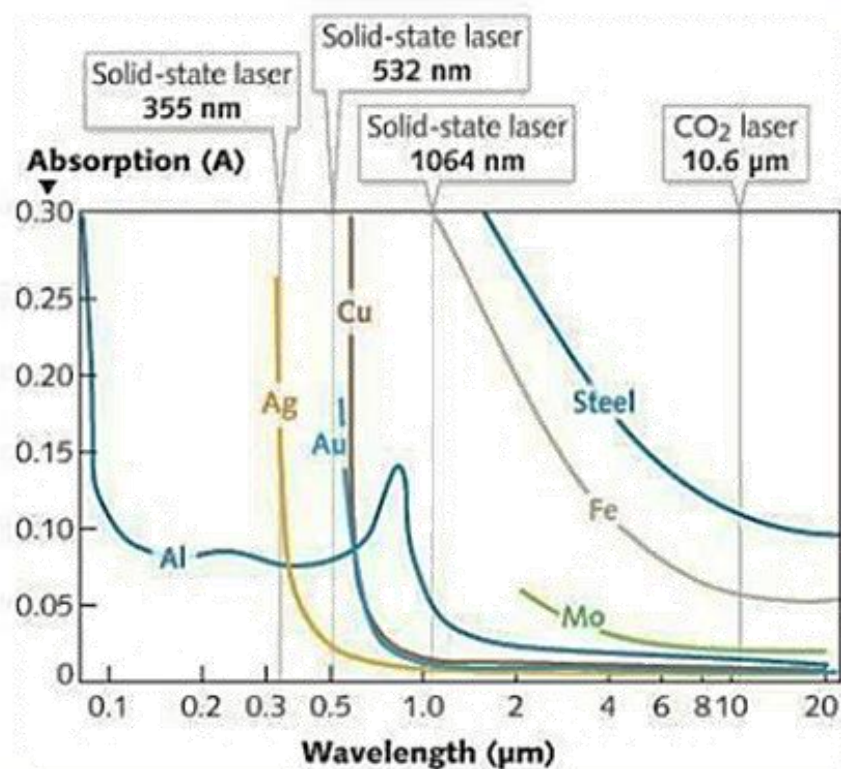 Solid-state laser
532 nm
Solid-state laser
355 nm
Solid-state laser
1064 nm
CO₂ laser
10.6 µm
Absorption (A)
0.30
0.25
0.20
0.15
0.10
0.05
0
Cu
Ag
Au
Al
Steel
Fe
Mo
0.1 0.2 0.3 0.5 1.0 2 4 6 8 10 20
Wavelength (µm)